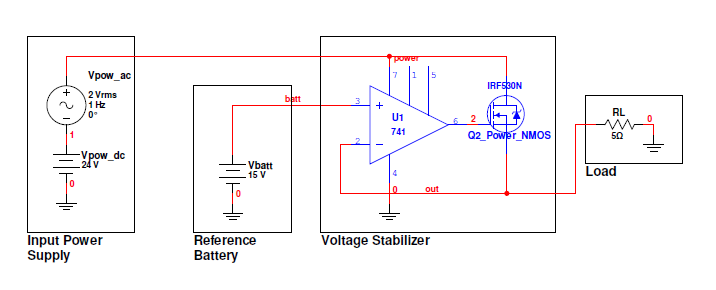 power
7
1
5
Vpow_ac
2 Vrms
1 Hz
0°
1
Vpow_dc
24 V
0
batt
Vbatt
15 V
0
3
2
U1
741
6
4
0
2
IRF530N
Q2_Power_NMOS
out
RL
5Ω
0
Input Power
Supply
Reference
Battery
Voltage Stabilizer
Load